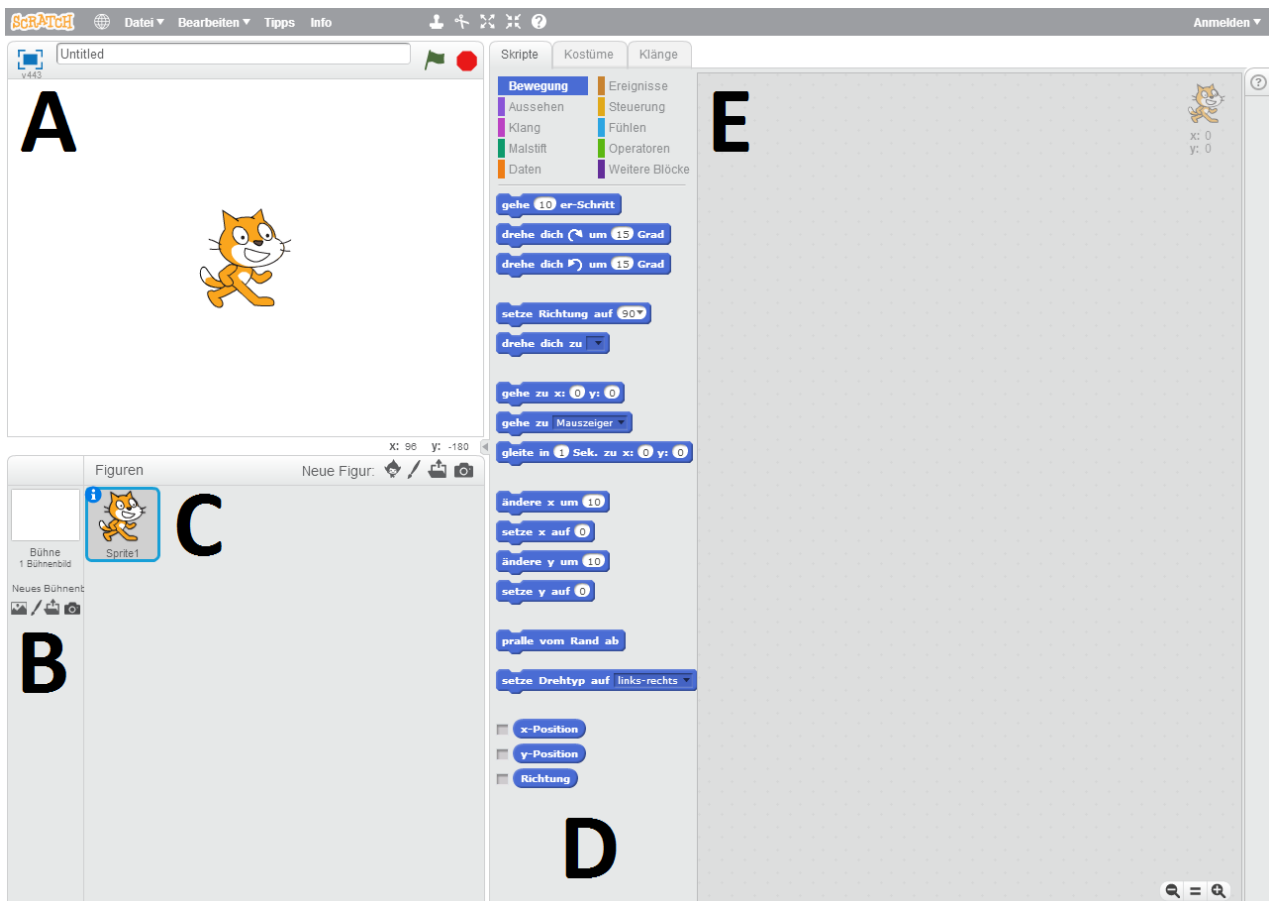 SCRATCH Datei Bearbeiten Tipps Info Anmelden
v443
Untitled
A
x: 96 y: -180
Figuren Neue Figur:
Bühne
1 Bühnenbild
Neues Bühnent
B
Sprite1
C
Skripte Kostüme Klänge
Bewegung Ereignisse
Aussehen Steuerung
Klang Fühlen
Malstift Operatoren
Daten Weitere Blöcke
gehe 10 er-Schritt
drehe dich um 15 Grad
drehe dich um 15 Grad
setze Richtung auf 90
drehe dich zu
gehe zu x: 0 y: 0
gehe zu Mauszeiger
gleite in 1 Sek. zu x: 0 y: 0
ändere x um 10
setze x auf 0
ändere y um 10
setze y auf 0
pralle vom Rand ab
setze Drehtyp auf links-rechts
x-Position
y-Position
Richtung
D
E
x: 0
y: 0